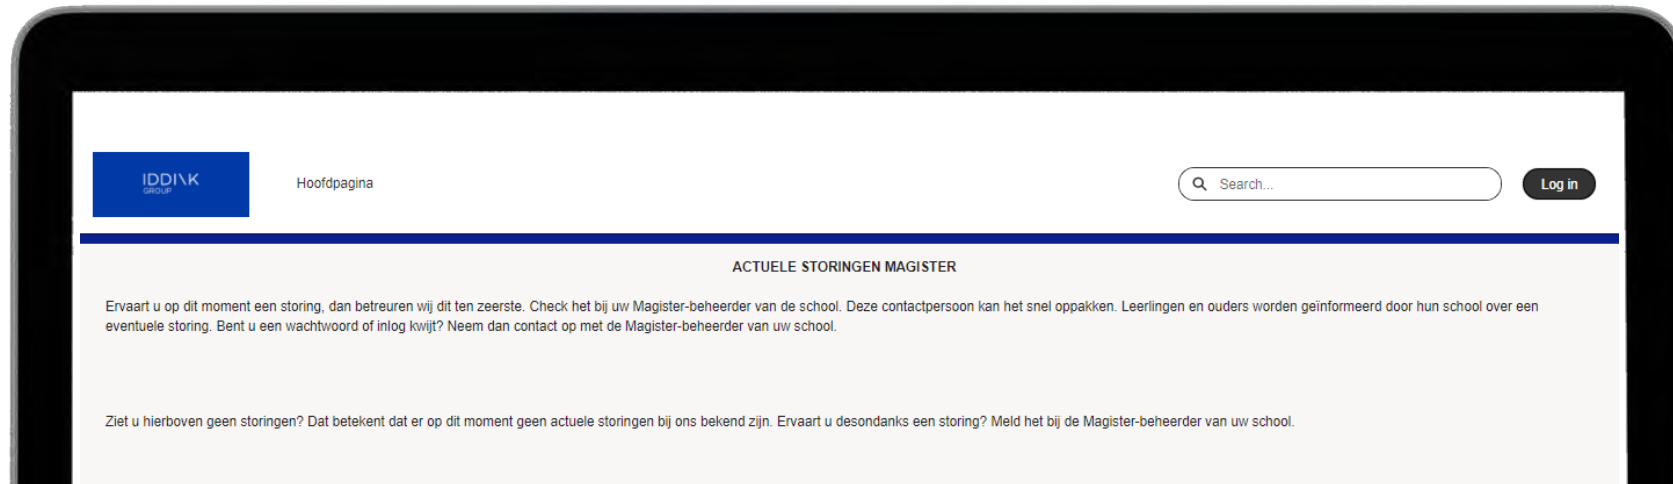 IDDINK
GROUP
Hoofdpagina
Search...
Log in
ACTUELE STORINGEN MAGISTER
Ervaart u op dit moment een storing, dan betreuren wij dit ten zeerste. Check het bij uw Magister-beheerder van de school. Deze contactpersoon kan het snel oppakken. Leerlingen en ouders worden geïnformeerd door hun school over een
eventuele storing. Bent u een wachtwoord of inlog kwijt? Neem dan contact op met de Magister-beheerder van uw school.
Ziet u hierboven geen storingen? Dat betekent dat er op dit moment geen actuele storingen bij ons bekend zijn. Ervaart u desondanks een storing? Meld het bij de Magister-beheerder van uw school.